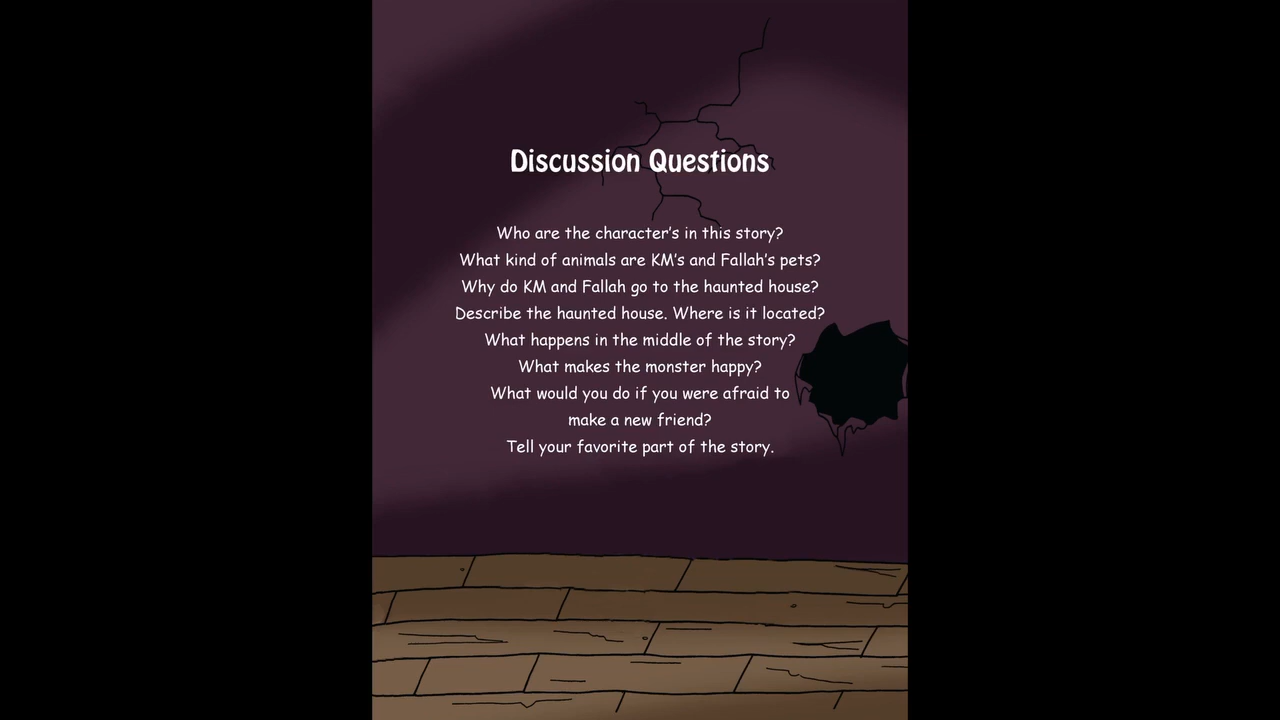 Discussion Questions
Who are the character's in this story?
What kind of animals are KM's and Fallah's pets?
Why do KM and Fallah go to the haunted house?
Describe the haunted house. Where is it located?
What happens in the middle of the story?
What makes the monster happy?
What would you do if you were afraid to
make a new friend?
Tell your favorite part of the story.